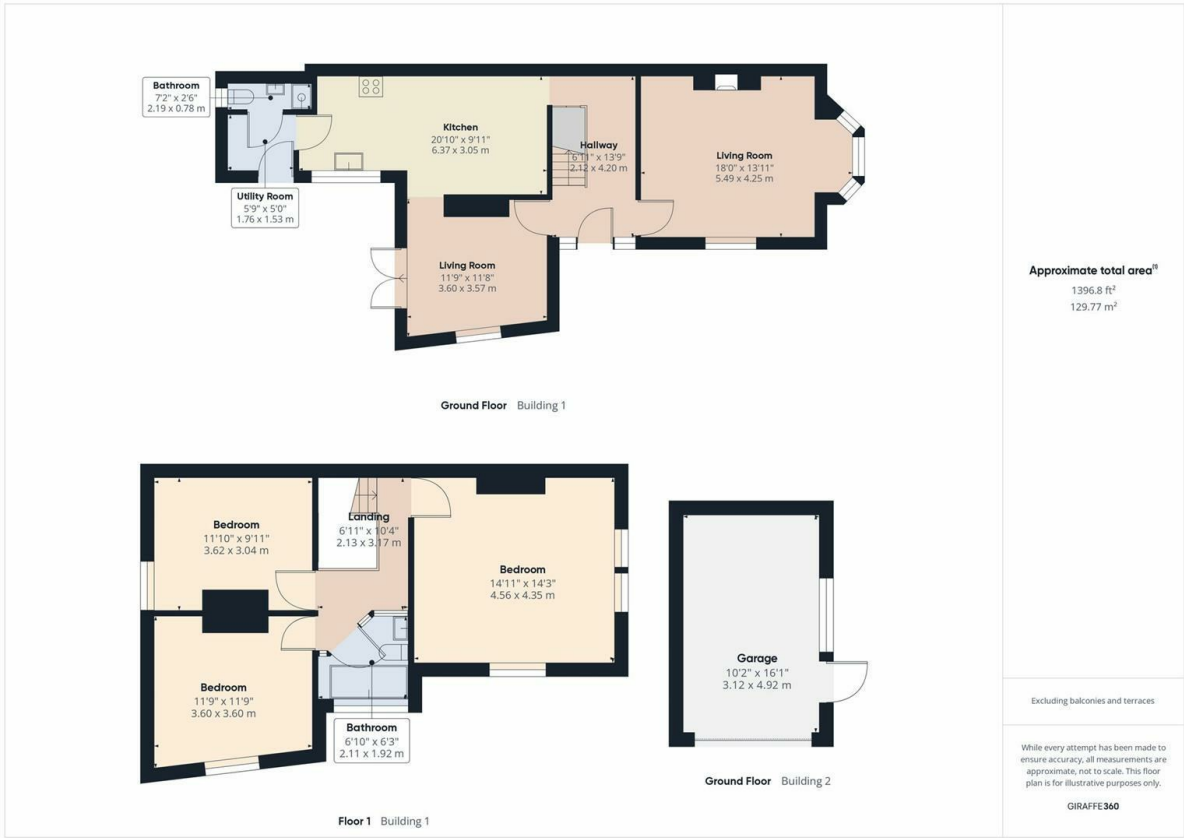 Bathroom
7'2" x 2'6"
2.19 x 0.78 m
Kitchen
20'10" x 9'11"
6.37 x 3.05 m
Hallway
6'11" x 13'9"
2.12 x 4.20 m
Living Room
18'0" x 13'11"
5.49 x 4.25 m
Utility Room
5'9" x 5'0"
1.76 x 1.53 m
Living Room
11'9" x 11'8"
3.60 x 3.57 m
Ground Floor Building 1
Approximate total area(1)
1396.8 ft²
129.77 m²
Bedroom
11'10" x 9'11"
3.62 x 3.04 m
Landing
6'11" x 10'4"
2.13 x 3.17 m
Bedroom
14'11" x 14'3"
4.56 x 4.35 m
Bedroom
11'9" x 11'9"
3.60 x 3.60 m
Bathroom
6'10" x 6'3"
2.11 x 1.92 m
Floor 1 Building 1
Garage
10'2" x 16'1"
3.12 x 4.92 m
Ground Floor Building 2
Excluding balconies and terraces
While every attempt has been made to
ensure accuracy, all measurements are
approximate, not to scale. This floor
plan is for illustrative purposes only.
GIRAFFE360